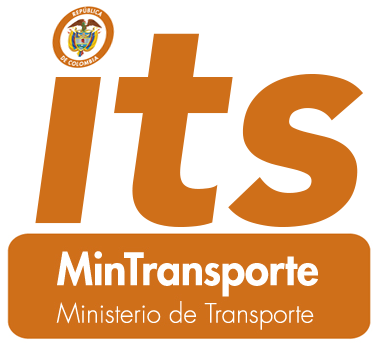 REPÚBLICA
DE COLOMBIA
its
MinTransporte
Ministerio de Transporte